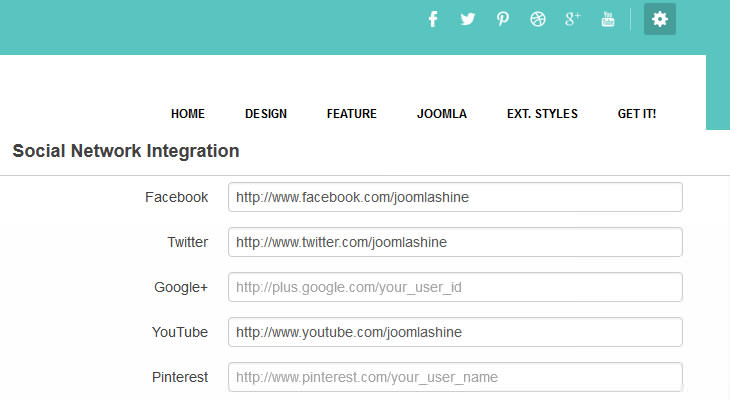 You Tube
HOME DESIGN FEATURE JOOMLA EXT. STYLES GET IT!
Social Network Integration
Facebook http://www.facebook.com/joomlashine
Twitter http://www.twitter.com/joomlashine
Google+ http://plus.google.com/your_user_id
YouTube http://www.youtube.com/joomlashine
Pinterest http://www.pinterest.com/your_user_name